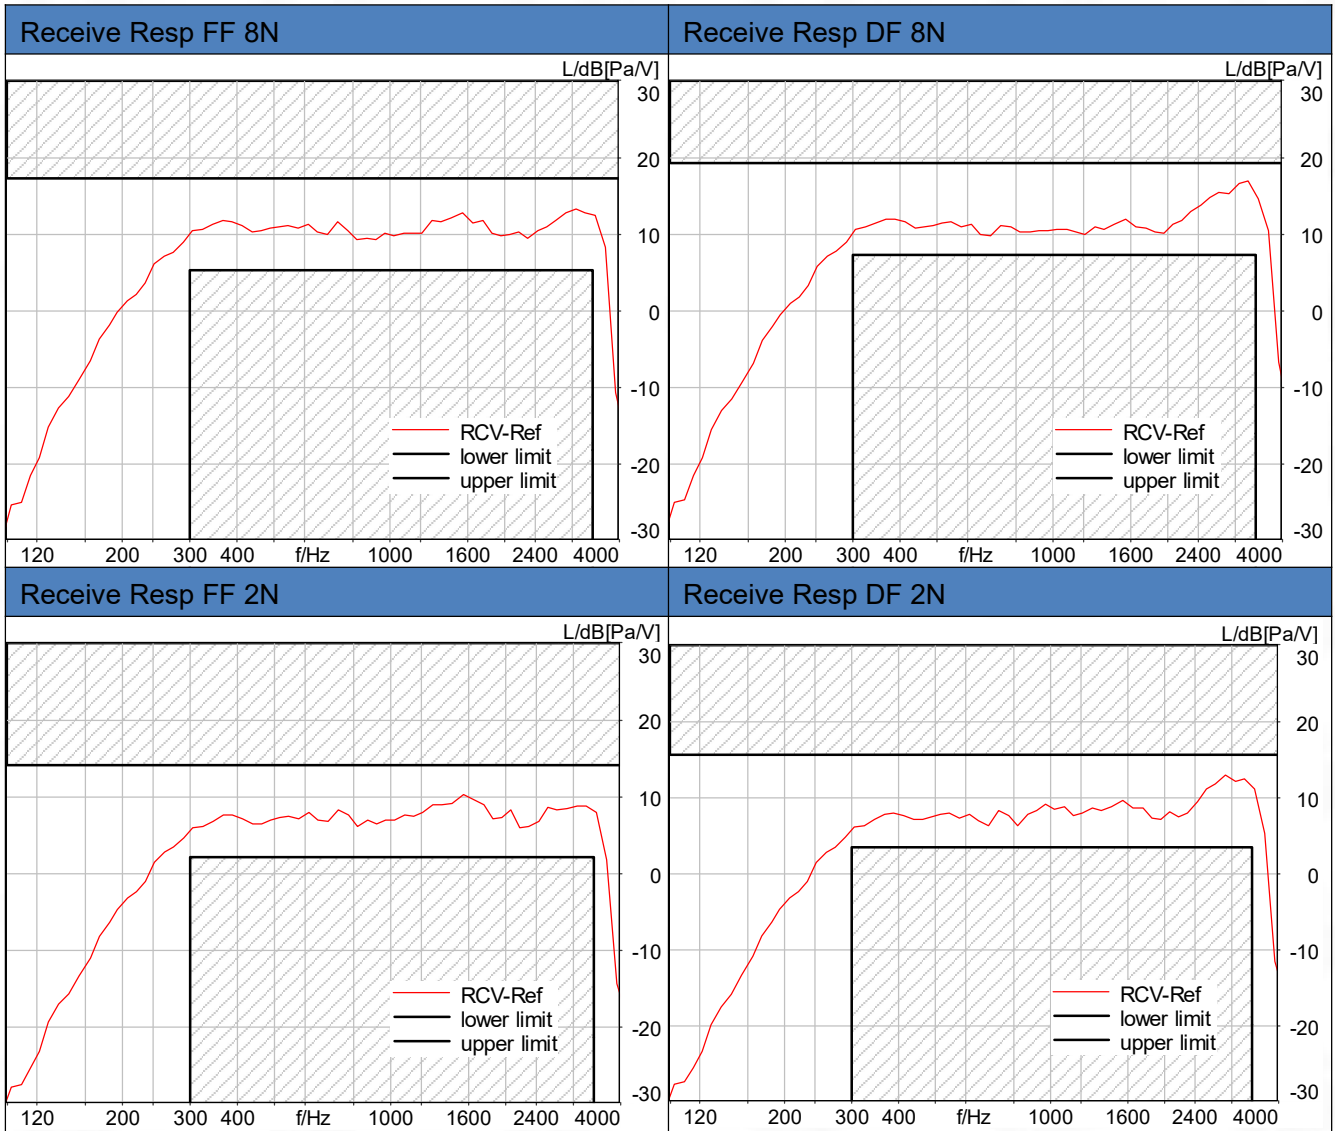 Receive Resp FF 8N
L/dB[Pa/V]
30
20
10
0
-10
-20
-30
RCV-Ref
lower limit
upper limit
120 200 300 400 f/Hz 1000 1600 2400 4000
Receive Resp DF 8N
L/dB[Pa/V]
30
20
10
0
-10
-20
-30
RCV-Ref
lower limit
upper limit
120 200 300 400 f/Hz 1000 1600 2400 4000
Receive Resp FF 2N
L/dB[Pa/V]
30
20
10
0
-10
-20
-30
RCV-Ref
lower limit
upper limit
120 200 300 400 f/Hz 1000 1600 2400 4000
Receive Resp DF 2N
L/dB[Pa/V]
30
20
10
0
-10
-20
-30
RCV-Ref
lower limit
upper limit
120 200 300 400 f/Hz 1000 1600 2400 4000